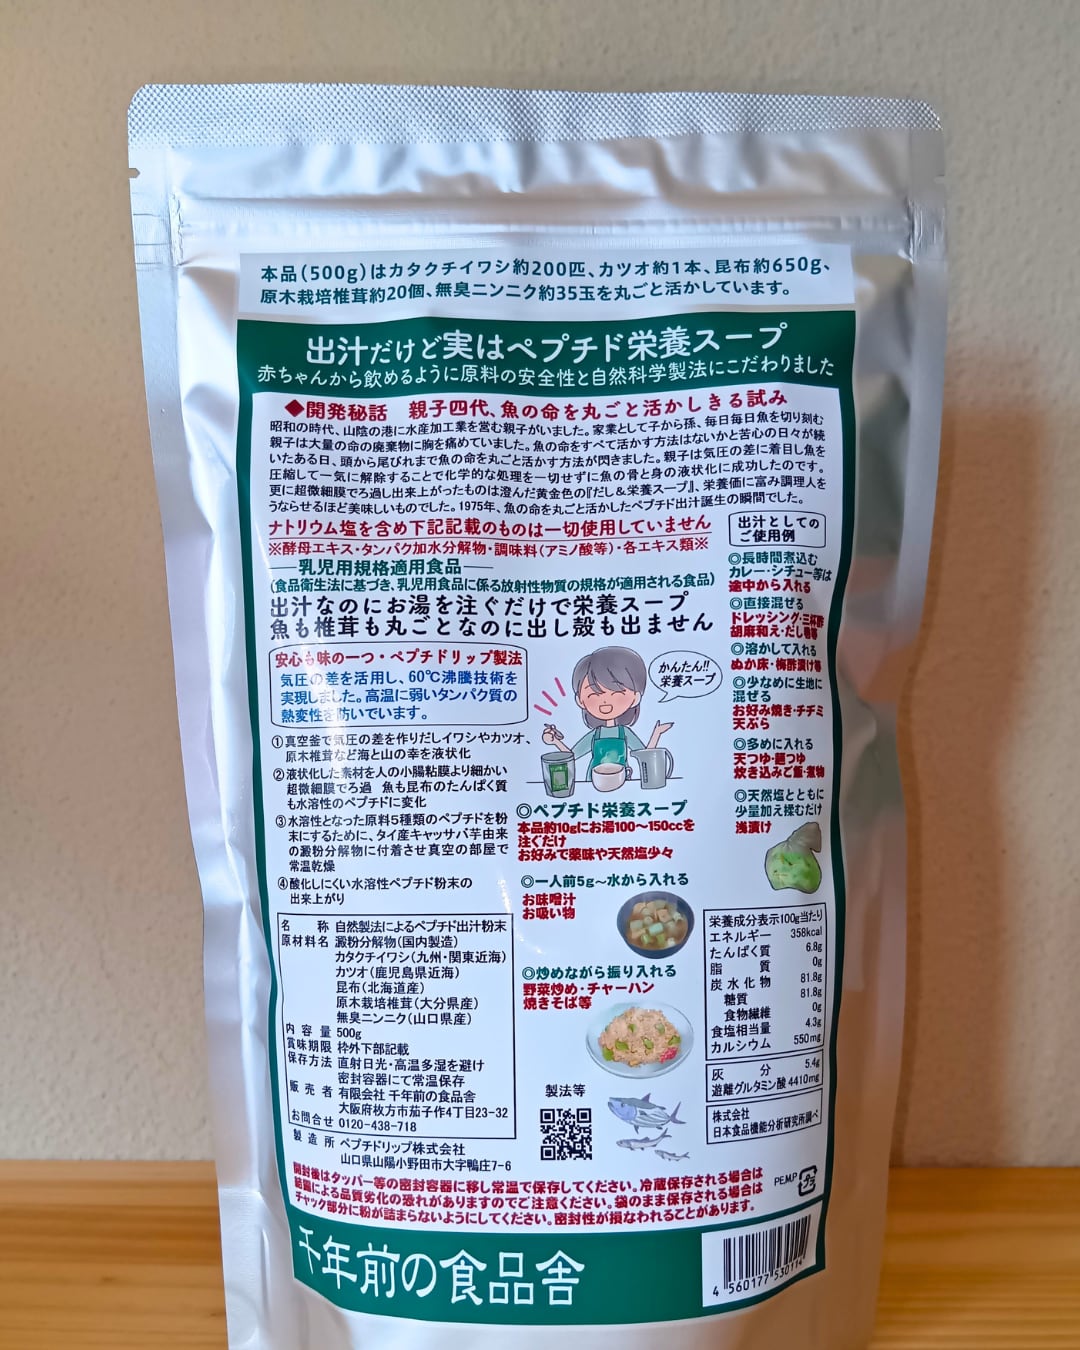 本品(500g)はカタクチイワシ約200匹、カツオ約1本、昆布約650g、
原木栽培椎茸約20個、無臭ニンニク約35玉を丸ごと活かしています。
出汁だけど実はペプチド栄養スープ
赤ちゃんから飲めるように原料の安全性と自然科学製法にこだわりました
◆開発秘話 親子四代、魚の命を丸ごと活かしきる試み
昭和の時代、山陰の港に水産加工業を営む親子がいました。家業として子から孫、毎日毎日魚を切り刻む
親子は大量の命の廃棄物に胸を痛めていました。魚の命をすべて活かす方法はないかと苦心の日々が続
いたある日、頭から尾びれまで魚の命を丸ごと活かす方法が閃きました。親子は気圧の差に着目し魚を
圧縮して一気に解除することで化学的な処理を一切せずに魚の骨と身の液状化に成功したのです。
更に超微細膜でろ過し出来上がったものは澄んだ黄金色の『だし&栄養スープ』、栄養価に富み調理人を
うならせるほど美味しいものでした。1975年、魚の命を丸ごと活かしたペプチド出汁誕生の瞬間でした。
ナトリウム塩を含め下記記載のものは一切使用していません
※酵母エキス・タンパク加水分解物・調味料(アミノ酸等)・各エキス類※
乳児用規格適用食品
(食品衛生法に基づき、乳児用食品に係る放射性物質の規格が適用される食品)
出汁なのにお湯を注ぐだけで栄養スープ
魚も椎茸も丸ごとなのに出し殻も出ません
安心も味の一つ・ペプチドリップ製法
気圧の差を活用し、60℃沸騰技術を
実現しました。高温に弱いタンパク質の
熱変性を防いでいます。
①真空釜で気圧の差を作りだしイワシやカツオ、
原木椎茸など海と山の幸を液状化
②液状化した素材を人の小腸粘膜より細かい
超微細膜でろ過 魚も昆布のたんぱく質
も水溶性のペプチドに変化
③水溶性となった原料5種類のペプチドを粉
末にするために、タイ産キャッサバ芋由来
の澱粉分解物に付着させ真空の部屋で
常温乾燥
④酸化しにくい水溶性ペプチド粉末の
出来上がり
かんたん!!
栄養スープ
◎ペプチド栄養スープ
本品約10gにお湯100〜150ccを
注ぐだけ
お好みで薬味や天然塩少々
◎一人前5g〜水から入れる
お味噌汁
お吸い物
◎炒めながら振り入れる
野菜炒め・チャーハン
焼きそば等
製法等
出汁としての
ご使用例
◎長時間煮込む
カレー・シチュー等は
途中から入れる
◎直接混ぜる
ドレッシング・三杯酢
胡麻和え・だし巻等
◎溶かして入れる
ぬか床・梅酢漬け等
◎少なめに生地に
混ぜる
お好み焼き・チヂミ
天ぷら
◎多めに入れる
天つゆ・麺つゆ
炊き込みご飯・煮物
◎天然塩とともに
少量加え揉むだけ
浅漬け
名称 自然製法によるペプチド出汁粉末
原材料名 澱粉分解物(国内製造)
カタクチイワシ(九州・関東近海)
カツオ(鹿児島県近海)
昆布(北海道産)
原木栽培椎茸(大分県産)
無臭ニンニク(山口県産)
内容量 500g
賞味期限 枠外下部記載
保存方法 直射日光・高温多湿を避け
密封容器にて常温保存
販売者 有限会社 千年前の食品舎
大阪府枚方市茄子作4丁目23-32
お問合せ 0120-438-718
製造所 ペプチドリップ株式会社
山口県山陽小野田市大字鴨庄7-6
栄養成分表示100g当たり
エネルギー 358kcal
たんぱく質 6.8g
脂質 0g
炭水化物 81.8g
糖質 81.8g
食物繊維 0g
食塩相当量 4.3g
カルシウム 550mg
灰分 5.4g
遊離グルタミン酸 4410mg
株式会社
日本食品機能分析研究所調べ
開封後はタッパー等の密封容器に移し常温で保存してください。冷蔵保存される場合は
結露による品質劣化の恐れがありますのでご注意ください。袋のまま保存される場合は
チャック部分に粉が詰まらないようにしてください。密封性が損なわれることがあります。
PE,M,P
プラ
千年前の食品舎
4 560177 530114